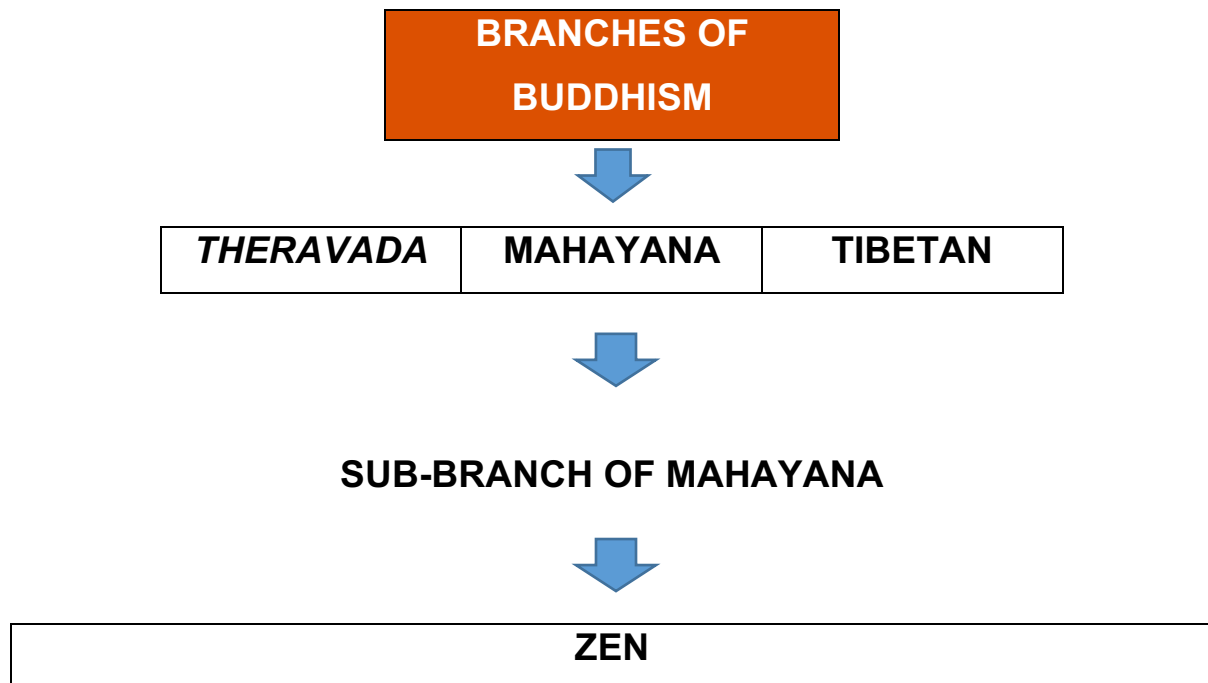 BRANCHES OF
BUDDHISM
THERAVADA MAHAYANA TIBETAN
SUB-BRANCH OF MAHAYANA
ZEN